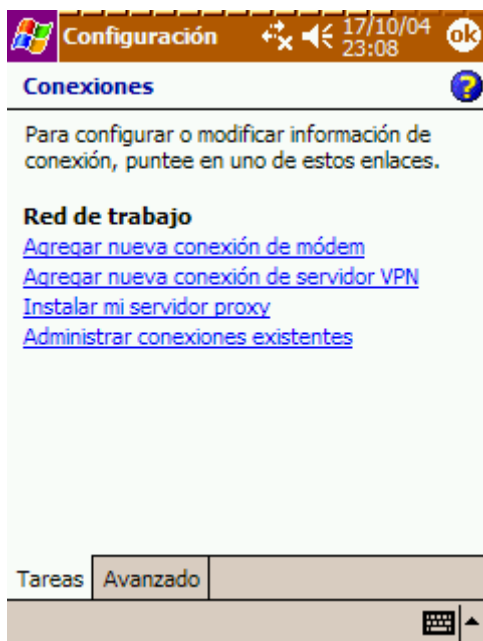 Configuración
17/10/04
23:08
ok
Conexiones
?
Para configurar o modificar información de
conexión, puntee en uno de estos enlaces.
Red de trabajo
Agregar nueva conexión de módem
Agregar nueva conexión de servidor VPN
Instalar mi servidor proxy
Administrar conexiones existentes
Tareas Avanzado